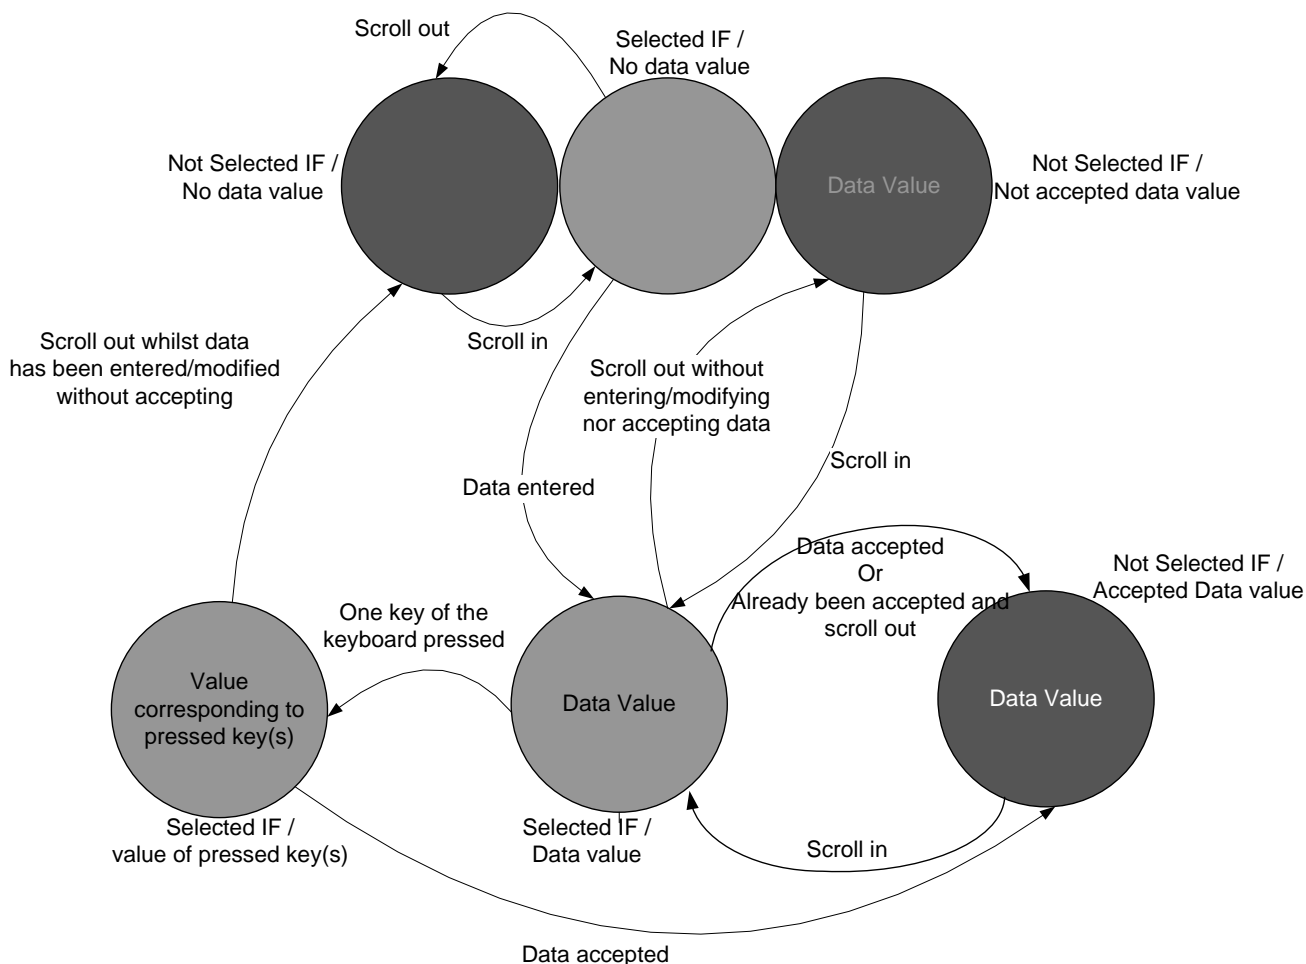 Scroll out
Selected IF /
No data value
Not Selected IF /
No data value
Data Value
Not Selected IF /
Not accepted data value
Scroll in
Scroll out whilst data
has been entered/modified
without accepting
Scroll out without
entering/modifying
nor accepting data
Scroll in
Data entered
Data accepted
Or
Already been accepted and
scroll out
Not Selected IF /
Accepted Data value
One key of the
keyboard pressed
Value
corresponding to
pressed key(s)
Data Value
Data Value
Selected IF /
value of pressed key(s)
Selected IF /
Data value
Scroll in
Data accepted